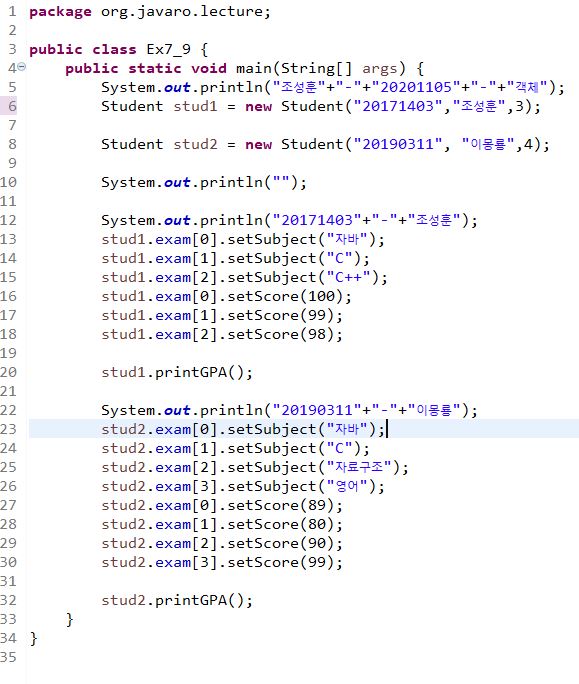 1 package org.javaro.lecture;
2
3 public class Ex7_9 {
4 public static void main(String[] args) {
5 System.out.println("조성훈"+"-"+"20201105"+"-"+"객체");
6 Student stud1 = new Student("20171403","조성훈",3);
7
8 Student stud2 = new Student("20190311", "이몽룡",4);
9
10 System.out.println("");
11
12 System.out.println("20171403"+"-"+"조성훈");
13 stud1.exam[0].setSubject("자바");
14 stud1.exam[1].setSubject("C");
15 stud1.exam[2].setSubject("C++");
16 stud1.exam[0].setScore(100);
17 stud1.exam[1].setScore(99);
18 stud1.exam[2].setScore(98);
19
20 stud1.printGPA();
21
22 System.out.println("20190311"+"-"+"이몽룡");
23 stud2.exam[0].setSubject("자바");
24 stud2.exam[1].setSubject("C");
25 stud2.exam[2].setSubject("자료구조");
26 stud2.exam[3].setSubject("영어");
27 stud2.exam[0].setScore(89);
28 stud2.exam[1].setScore(80);
29 stud2.exam[2].setScore(90);
30 stud2.exam[3].setScore(99);
31
32 stud2.printGPA();
33 }
34 }
35